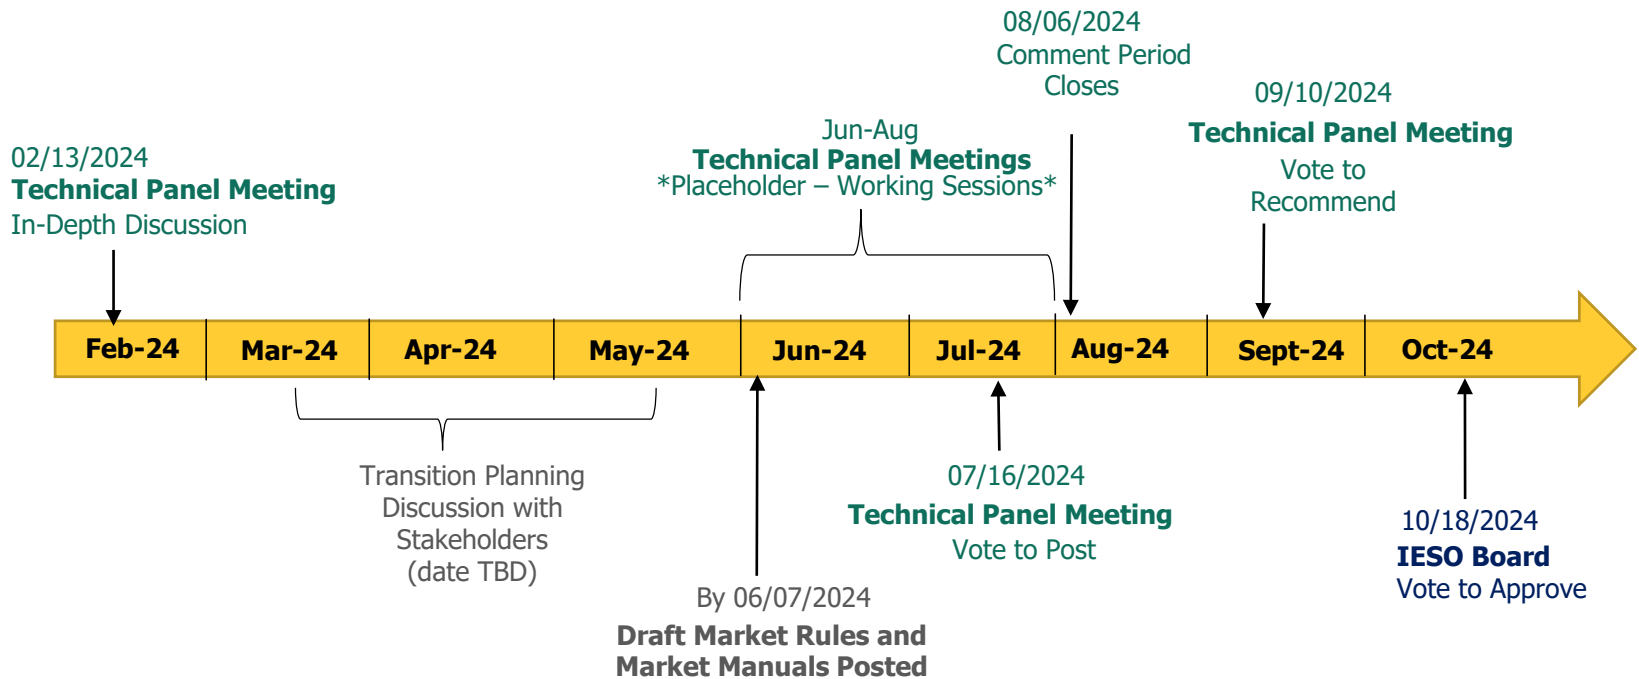 08/06/2024
Comment Period
Closes
09/10/2024
Technical Panel Meeting
Vote to
Recommend
Jun-Aug
Technical Panel Meetings
*Placeholder – Working Sessions*
02/13/2024
Technical Panel Meeting
In-Depth Discussion
Feb-24
Mar-24
Apr-24
May-24
Jun-24
Jul-24
Aug-24
Sept-24
Oct-24
Transition Planning
Discussion with
Stakeholders
(date TBD)
By 06/07/2024
Draft Market Rules and
Market Manuals Posted
07/16/2024
Technical Panel Meeting
Vote to Post
10/18/2024
IESO Board
Vote to Approve